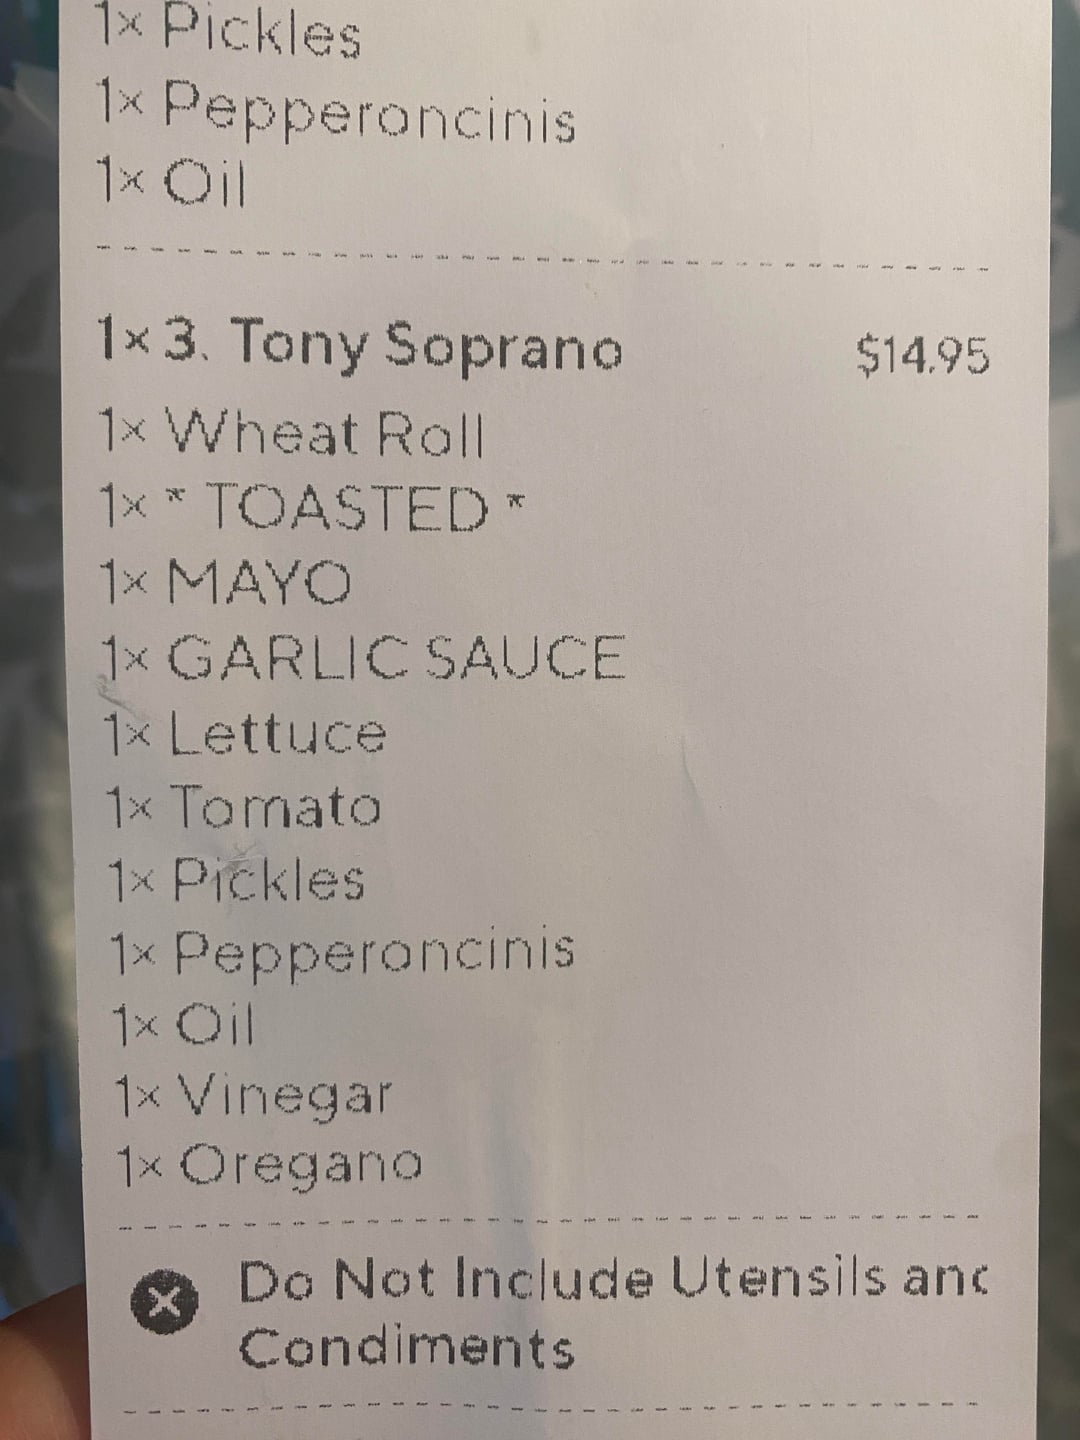 1x Pickles
1x Pepperoncinis
1x Oil
1x 3. Tony Soprano $14.95
1x Wheat Roll
1x * TOASTED *
1x MAYO
1x GARLIC SAUCE
1x Lettuce
1x Tomato
1x Pickles
1x Pepperoncinis
1x Oil
1x Vinegar
1x Oregano
Do Not Include Utensils and
Condiments